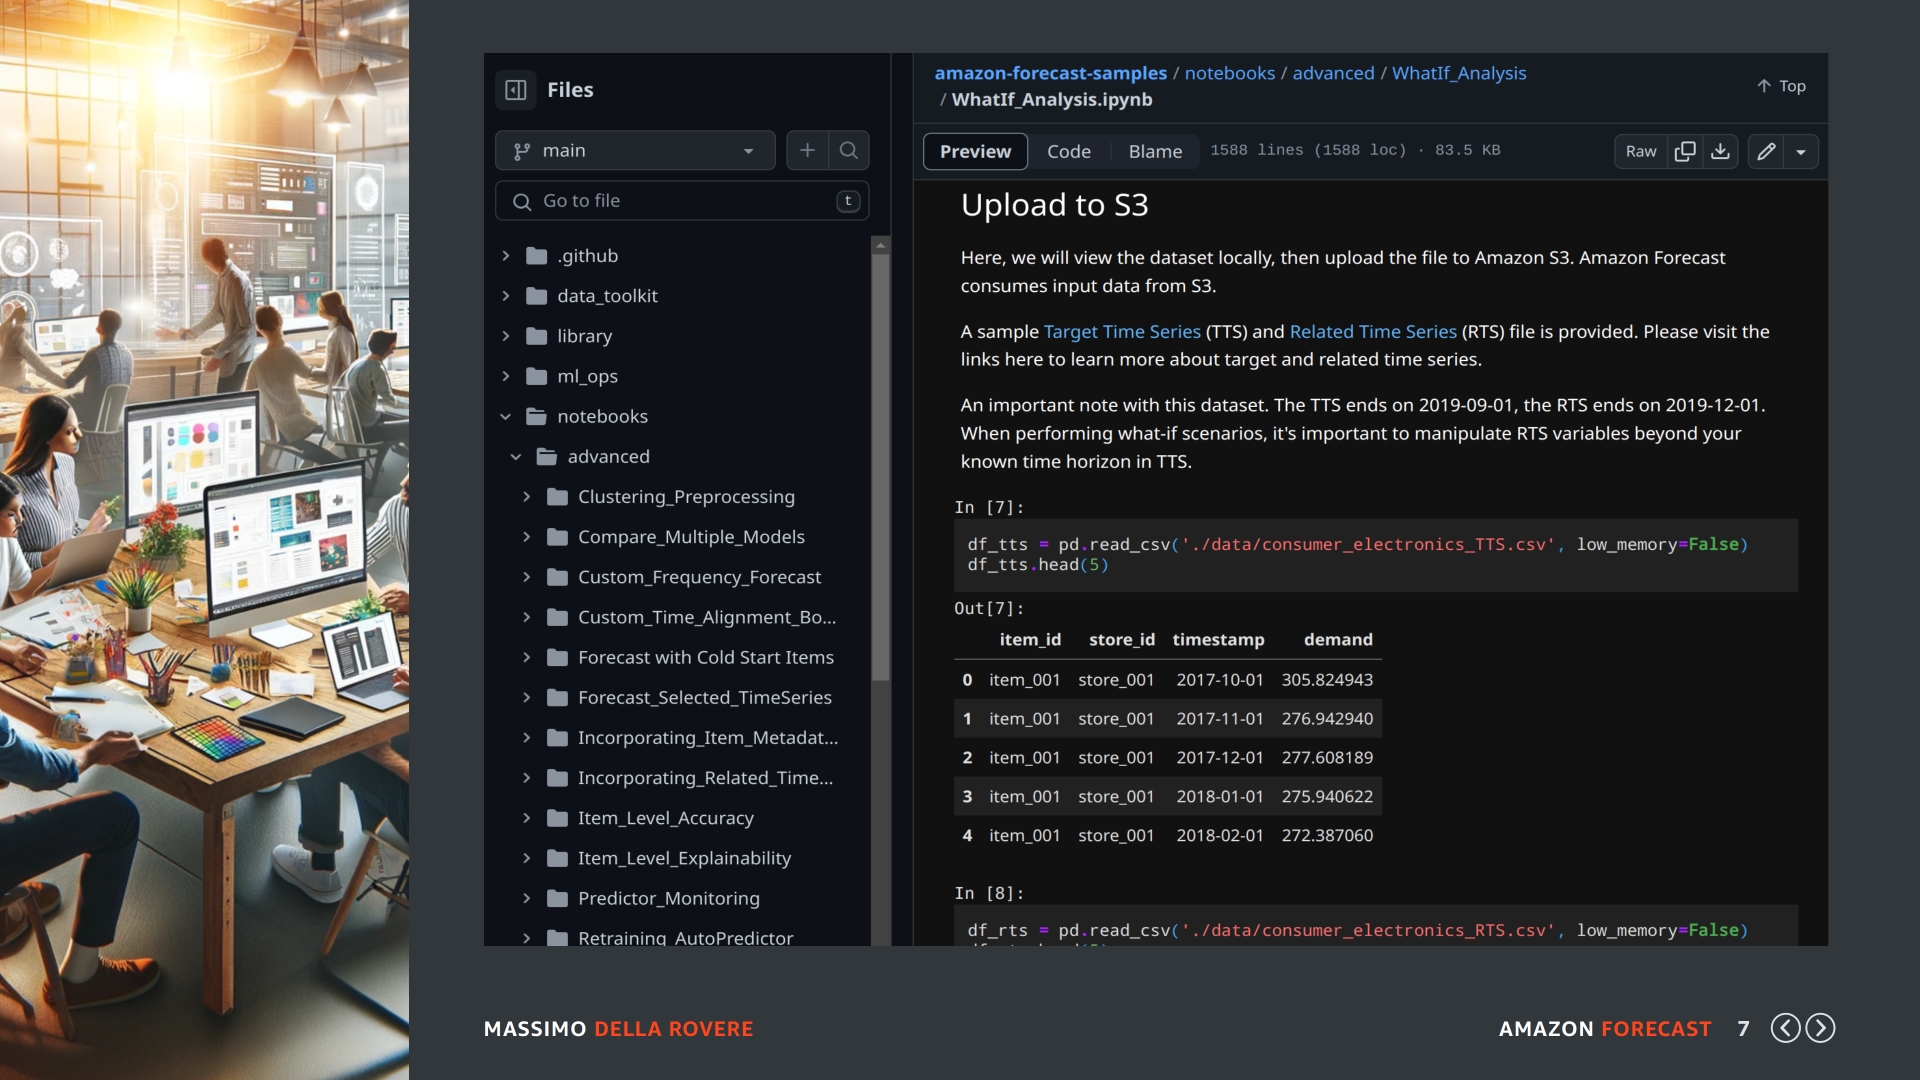 Files
main
Go to file
t
.github
data_toolkit
library
ml_ops
notebooks
advanced
Clustering_Preprocessing
Compare_Multiple_Models
Custom_Frequency_Forecast
Custom_Time_Alignment_Bo...
Forecast with Cold Start Items
Forecast_Selected_TimeSeries
Incorporating_Item_Metadat...
Incorporating_Related_Time...
Item_Level_Accuracy
Item_Level_Explainability
Predictor_Monitoring
Retraining_AutoPredictor
amazon-forecast-samples / notebooks / advanced / WhatIf_Analysis
/ WhatIf_Analysis.ipynb
Top
Preview Code Blame 1588 lines (1588 loc) · 83.5 KB Raw
Upload to S3
Here, we will view the dataset locally, then upload the file to Amazon S3. Amazon Forecast
consumes input data from S3.
A sample Target Time Series (TTS) and Related Time Series (RTS) file is provided. Please visit the
links here to learn more about target and related time series.
An important note with this dataset. The TTS ends on 2019-09-01, the RTS ends on 2019-12-01.
When performing what-if scenarios, it's important to manipulate RTS variables beyond your
known time horizon in TTS.
In [7]:
df_tts = pd.read_csv('./data/consumer_electronics_TTS.csv', low_memory=False)
df_tts.head(5)
Out[7]:
item_id store_id timestamp demand
0 item_001 store_001 2017-10-01 305.824943
1 item_001 store_001 2017-11-01 276.942940
2 item_001 store_001 2017-12-01 277.608189
3 item_001 store_001 2018-01-01 275.940622
4 item_001 store_001 2018-02-01 272.387060
In [8]:
df_rts = pd.read_csv('./data/consumer_electronics_RTS.csv', low_memory=False)
MASSIMO DELLA ROVERE
AMAZON FORECAST 7